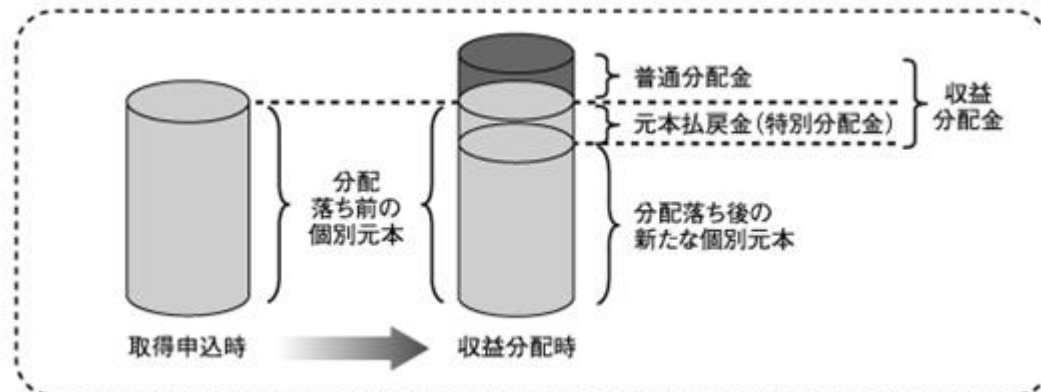 普通分配金
元本払戻金(特別分配金)
収益
分配金
分配
落ち前の
個別元本
分配落ち後の
新たな個別元本
取得申込時
収益分配時